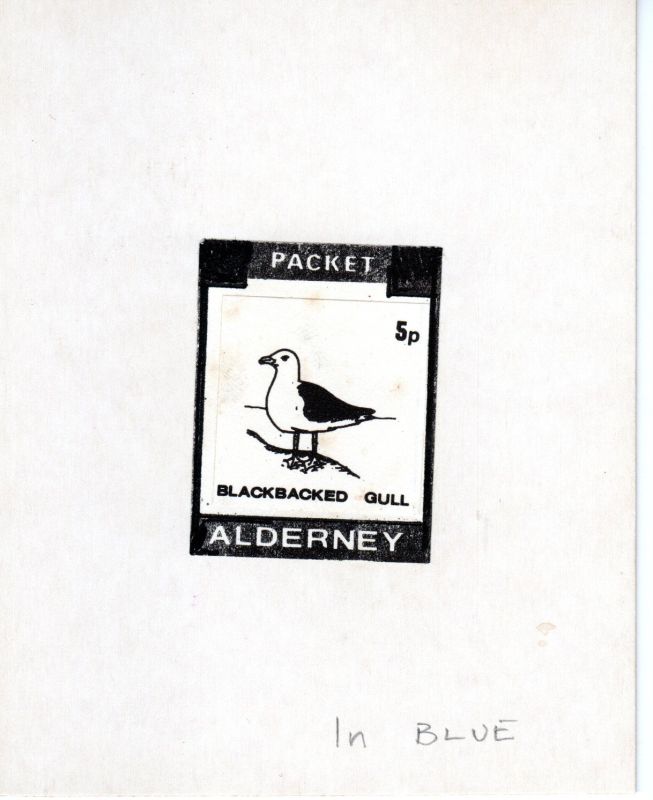 PACKET
5p
BLACKBACKED GULL
ALDERNEY
In BLUE